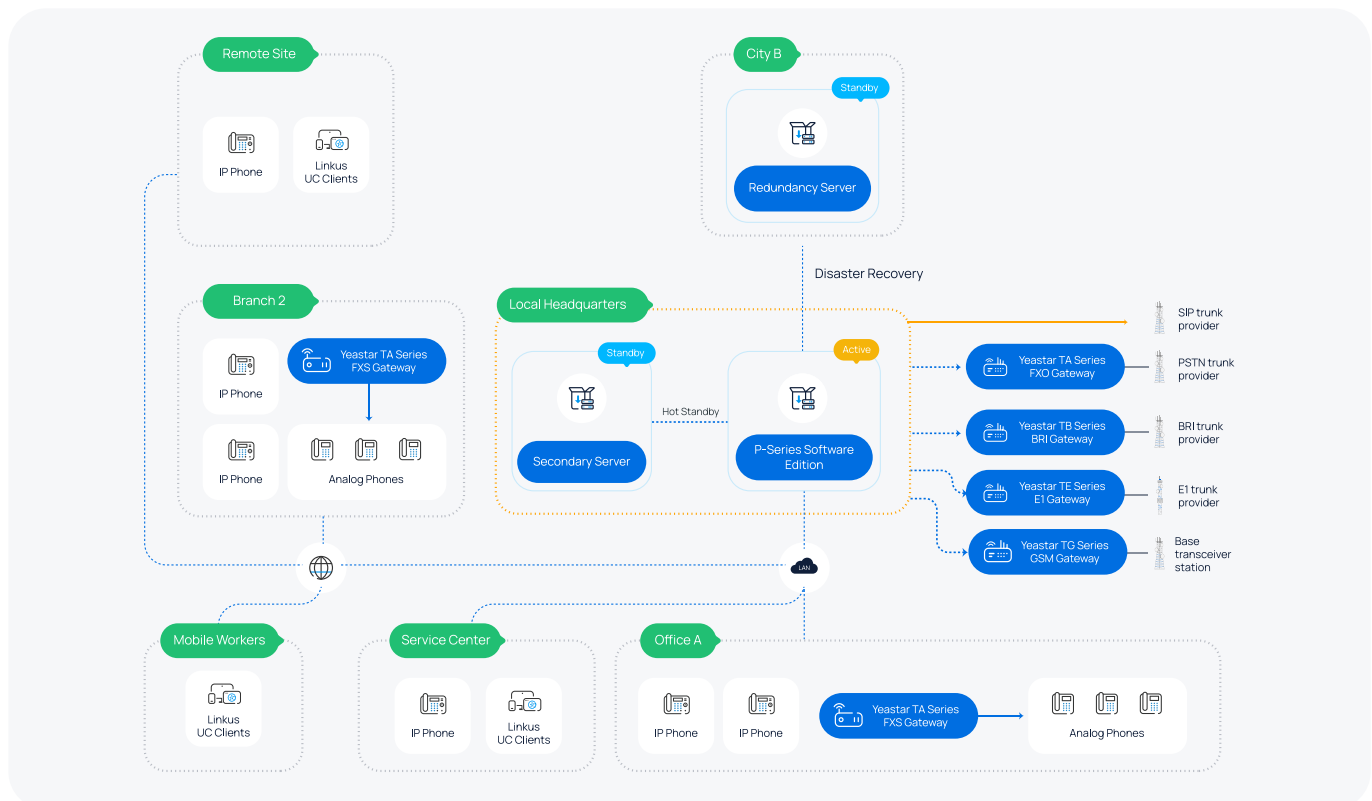 Remote Site
IP Phone
Linkus
UC Clients
City B
Standby
Redundancy Server
Disaster Recovery
Branch 2
IP Phone
Yeastar TA Series
FXS Gateway
IP Phone
Analog Phones
Local Headquarters
Standby
Secondary Server
Hot Standby
Active
P-Series Software
Edition
SIP trunk
provider
Yeastar TA Series
FXO Gateway
PSTN trunk
provider
Yeastar TB Series
BRI Gateway
BRI trunk
provider
Yeastar TE Series
E1 Gateway
E1 trunk
provider
Yeastar TG Series
GSM Gateway
Base
transceiver
station
LAN
Mobile Workers
Linkus
UC Clients
Service Center
IP Phone
Linkus
UC Clients
Office A
IP Phone
IP Phone
Yeastar TA Series
FXS Gateway
Analog Phones